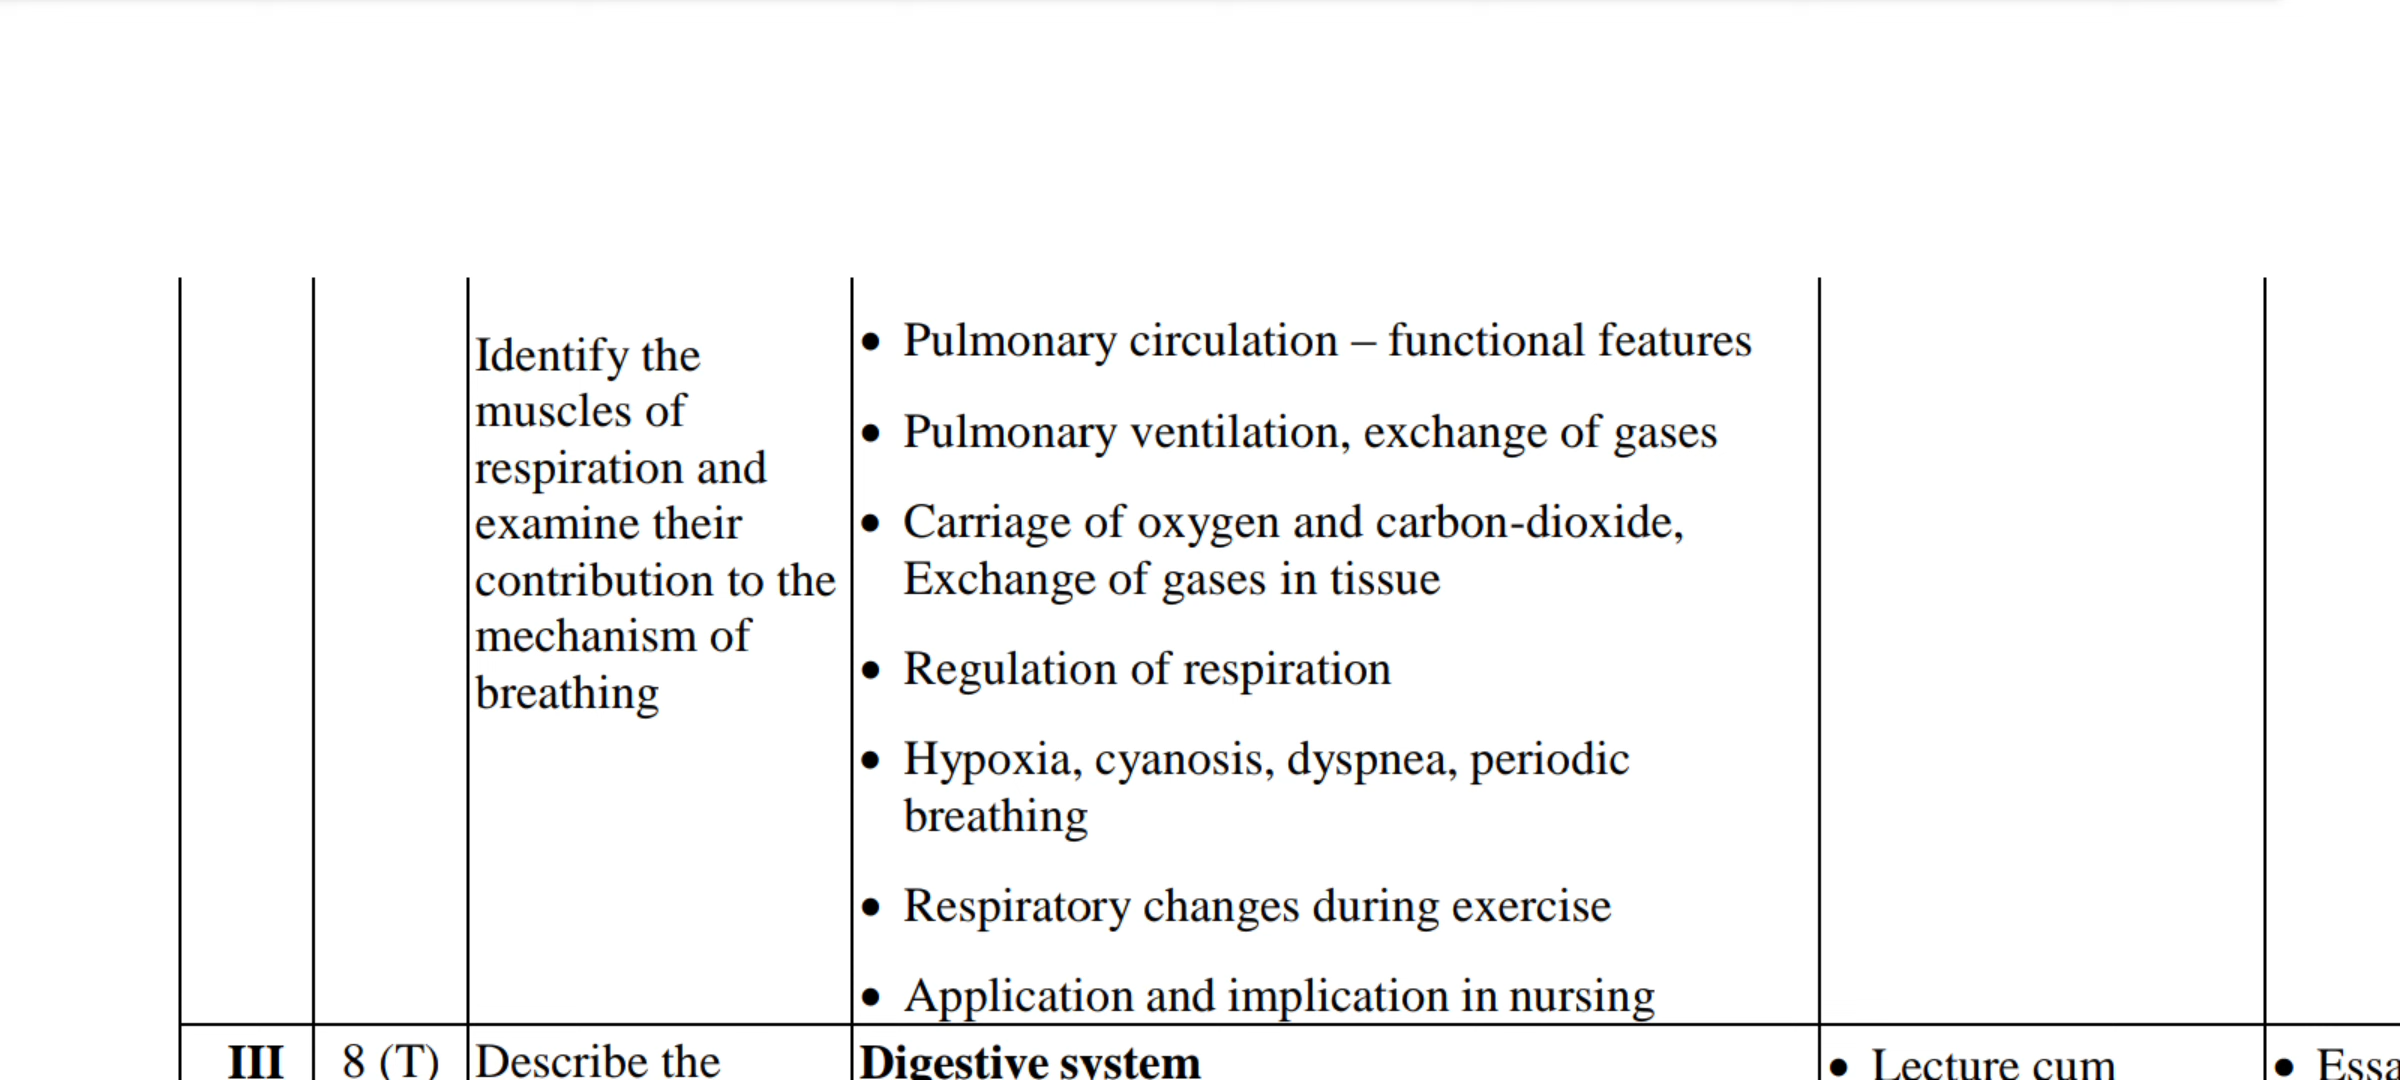 Identify the
muscles of
respiration and
examine their
contribution to the
mechanism of
breathing
• Pulmonary circulation – functional features
• Pulmonary ventilation, exchange of gases
• Carriage of oxygen and carbon-dioxide,
Exchange of gases in tissue
• Regulation of respiration
• Hypoxia, cyanosis, dyspnea, periodic
breathing
• Respiratory changes during exercise
• Application and implication in nursing
III
8 (T)
Describe the
Digestive system
• Lecture cum